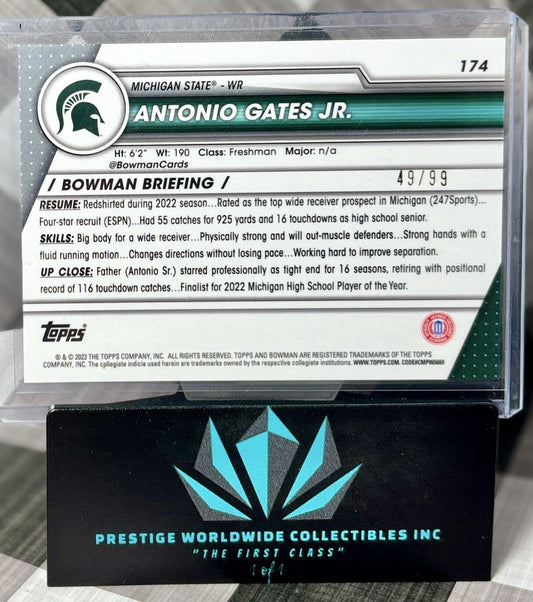 174
MICHIGAN STATE® - WR
ANTONIO GATES JR.
Ht: 6'2" Wt: 190 Class: Freshman Major: n/a
@BowmanCards
49/99
/ BOWMAN BRIEFING /
RESUME: Redshirted during 2022 season...Rated as the top wide receiver prospect in Michigan (247Sports)...
Four-star recruit (ESPN)...Had 55 catches for 925 yards and 16 touchdowns as high school senior.
SKILLS: Big body for a wide receiver...Physically strong and will out-muscle defenders...Strong hands with a
fluid running motion...Changes directions without losing pace...Working hard to improve separation.
UP CLOSE: Father (Antonio Sr.) starred professionally as tight end for 16 seasons, retiring with positional
record of 116 touchdown catches...Finalist for 2022 Michigan High School Player of the Year.
Topps
® & © 2023 THE TOPPS COMPANY, INC. ALL RIGHTS RESERVED. TOPPS AND BOWMAN ARE REGISTERED TRADEMARKS OF THE TOPPS
COMPANY, INC. The collegiate indicia used herein are trademarks owned by the respective collegiate institutions. WWW.TOPPS.COM. CODE#CMP065669
PRESTIGE WORLDWIDE COLLECTIBLES INC
"THE FIRST CLASS"
1 of 1